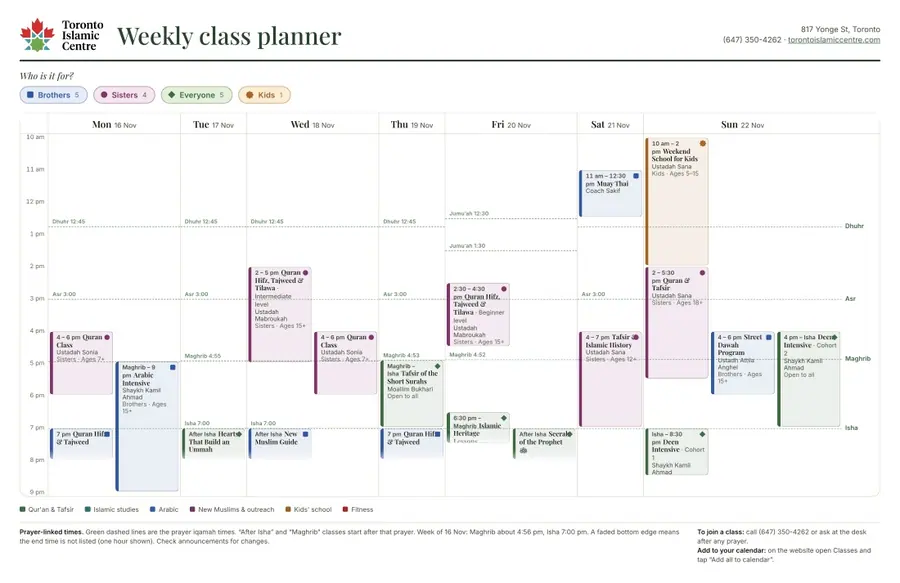 Toronto
Islamic
Centre
Weekly class planner
817 Yonge St, Toronto
(647) 350-4262 · torontoislamiccentre.com
Who is it for?
Brothers 5
Sisters 4
Everyone 5
Kids 1
Mon 16 Nov
Tue 17 Nov
Wed 18 Nov
Thu 19 Nov
Fri 20 Nov
Sat 21 Nov
Sun 22 Nov
10 am
11 am
12 pm
1 pm
2 pm
3 pm
4 pm
5 pm
6 pm
7 pm
8 pm
9 pm
Dhuhr 12:45
Asr 3:00
4 – 6 pm Quran
Class
Ustadah Sonia
Sisters · Ages 7+
Maghrib – 9
pm Arabic
Intensive
Shaykh Kamil
Ahmad
Brothers · Ages
15+
7 pm Quran Hifz
& Tajweed
Dhuhr 12:45
Asr 3:00
Maghrib 4:55
Isha 7:00
After Isha Hearts
That Build an
Ummah
Dhuhr 12:45
2 – 5 pm Quran
Hifz, Tajweed &
Tilawa ·
Intermediate
level
Ustadah
Mabroukah
Sisters · Ages 15+
4 – 6 pm Quran
Class
Ustadah Sonia
Sisters · Ages 7+
After Isha New
Muslim Guide
Dhuhr 12:45
Asr 3:00
Maghrib 4:53
Maghrib –
Isha Tafsir of the
Short Surahs
Moallim Bukhari
Open to all
7 pm Quran Hifz
& Tajweed
Jumu'ah 12:30
Jumu'ah 1:30
2:30 – 4:30
pm Quran Hifz,
Tajweed &
Tilawa · Beginner
level
Ustadah
Mabroukah
Sisters · Ages 15+
Maghrib 4:52
6:30 pm –
Maghrib Islamic
Heritage
Lessons
After Isha Seerah
of the Prophet
ﷺ
11 am – 12:30
pm Muay Thai
Coach Sakif
Asr 3:00
4 – 7 pm Tafsir &
Islamic History
Sisters · Ages 12+
10 am – 2
pm Weekend
School for Kids
Ustadah Sana
Kids · Ages 5–15
2 – 5:30
pm Quran &
Tafsir
Ustadah Sana
Sisters · Ages 18+
4 – 6 pm Street
Dawah
Program
Ustadh Attila
Anghel
Brothers · Ages
15+
4 pm – Isha Deen
Intensive · Cohort
2
Shaykh Kamil
Ahmad
Open to all
Isha – 8:30
pm Deen
Intensive · Cohort
1
Shaykh Kamil
Ahmad
Dhuhr
Asr
Maghrib
Isha
Qur'an & Tafsir
Islamic studies
Arabic
New Muslims & outreach
Kids' school
Fitness
Prayer-linked times. Green dashed lines are the prayer iqamah times. "After Isha" and "Maghrib" classes start after that prayer. Week of 16 Nov: Maghrib about 4:56 pm, Isha 7:00 pm. A faded bottom edge means
the end time is not listed (one hour shown). Check announcements for changes.
To join a class: call (647) 350-4262 or ask at the desk
after any prayer.
Add to your calendar: on the website open Classes and
tap "Add all to calendar".